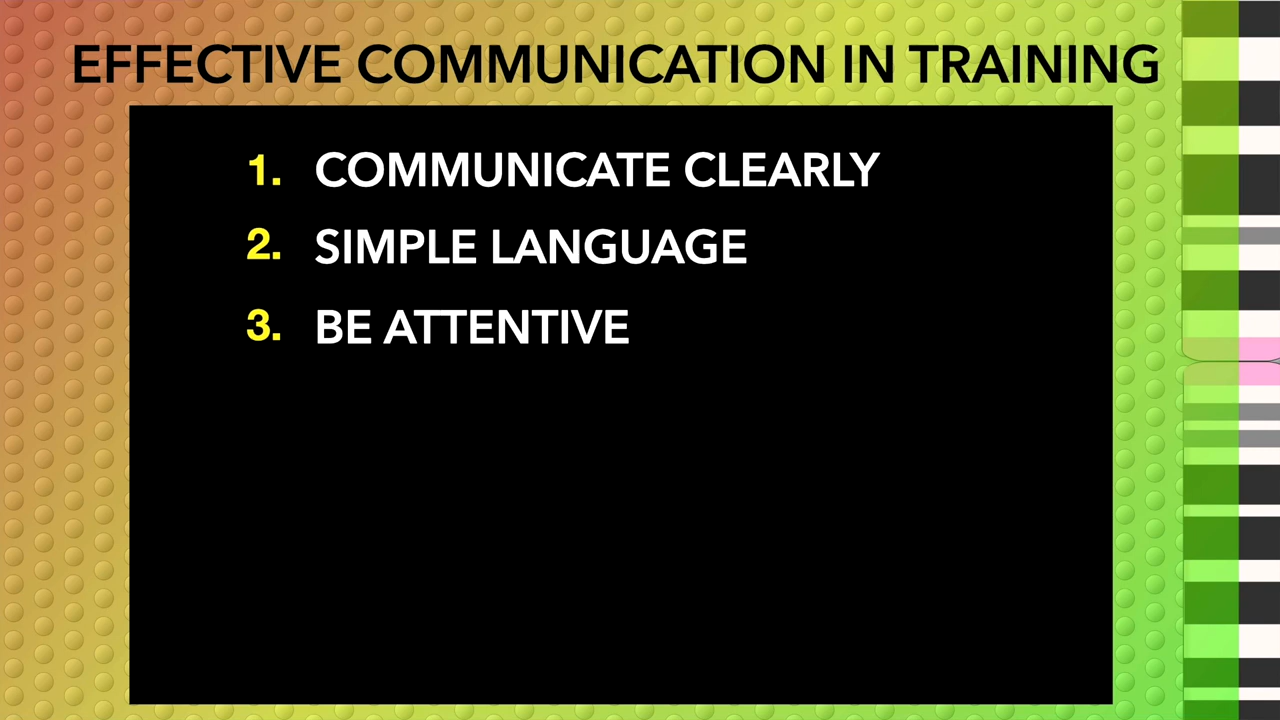 EFFECTIVE COMMUNICATION IN TRAINING
1. COMMUNICATE CLEARLY
2. SIMPLE LANGUAGE
3. BE ATTENTIVE